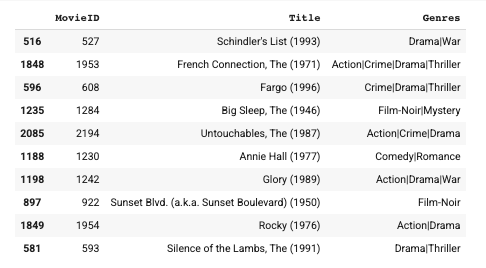 MovieID Title Genres
516 527 Schindler's List (1993) Drama|War
1848 1953 French Connection, The (1971) Action|Crime|Drama|Thriller
596 608 Fargo (1996) Crime|Drama|Thriller
1235 1284 Big Sleep, The (1946) Film-Noir|Mystery
2085 2194 Untouchables, The (1987) Action|Crime|Drama
1188 1230 Annie Hall (1977) Comedy|Romance
1198 1242 Glory (1989) Action|Drama|War
897 922 Sunset Blvd. (a.k.a. Sunset Boulevard) (1950) Film-Noir
1849 1954 Rocky (1976) Action|Drama
581 593 Silence of the Lambs, The (1991) Drama|Thriller